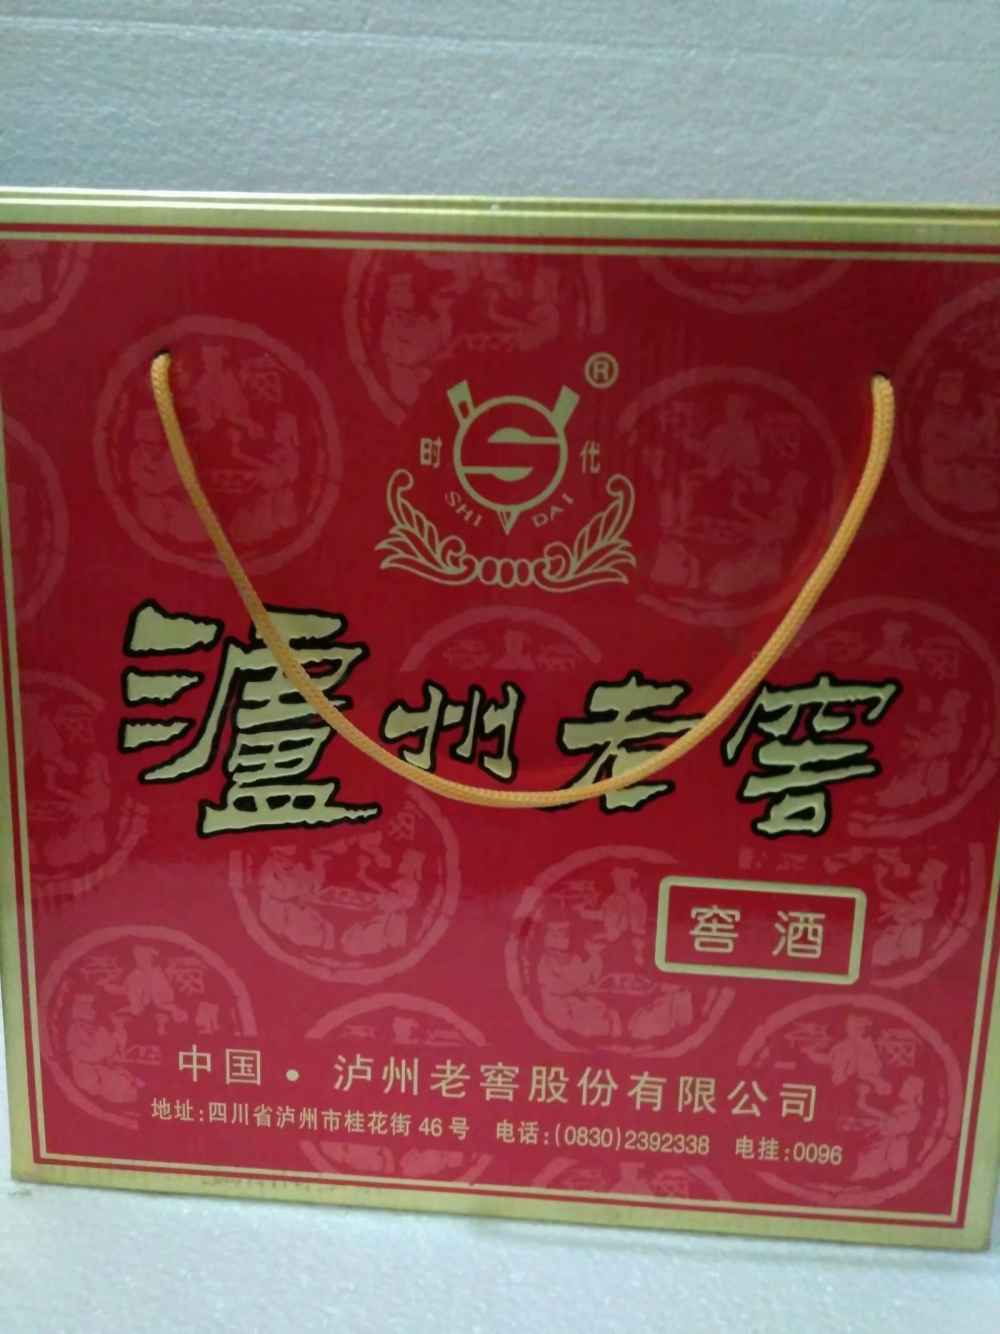 ®
时 代
SHI DAI
瀘州老窖
窖 酒
中国·泸州老窖股份有限公司
地址:四川省泸州市桂花街46号 电话:(0830)2392338 电挂:0096